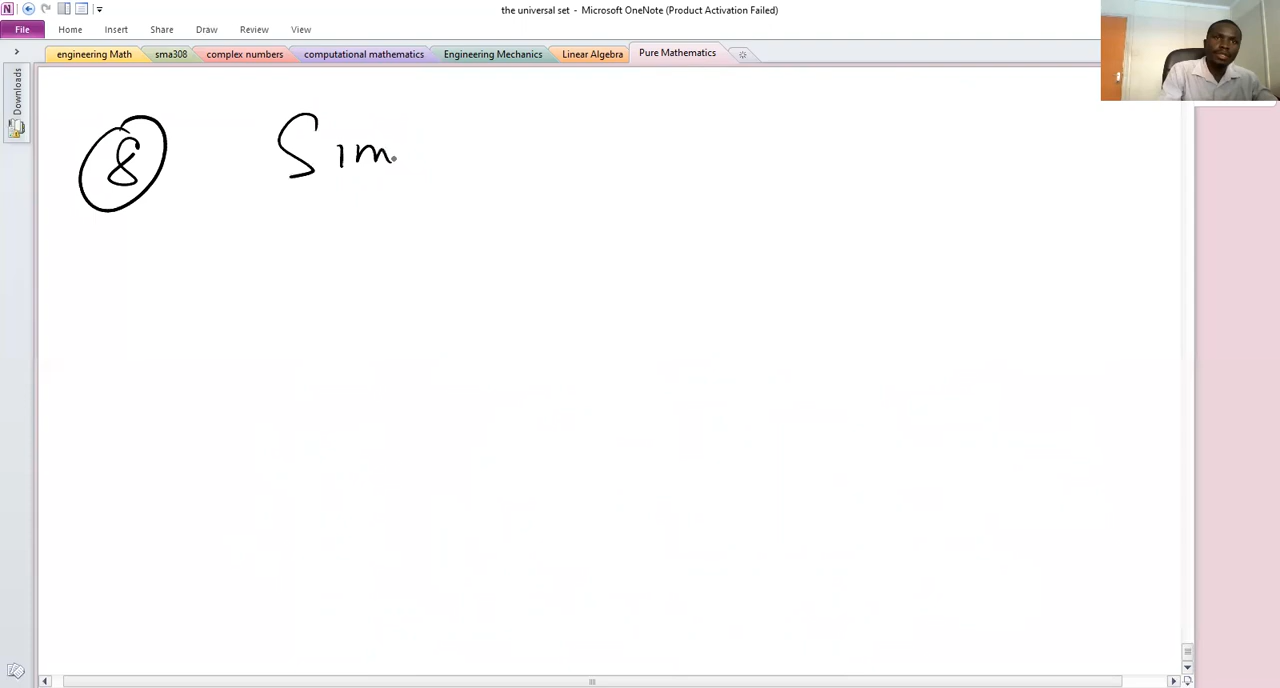 the universal set - Microsoft OneNote (Product Activation Failed)
File Home Insert Share Draw Review View
engineering Math sma308 complex numbers computational mathematics Engineering Mechanics Linear Algebra Pure Mathematics
Downloads
8 Sim